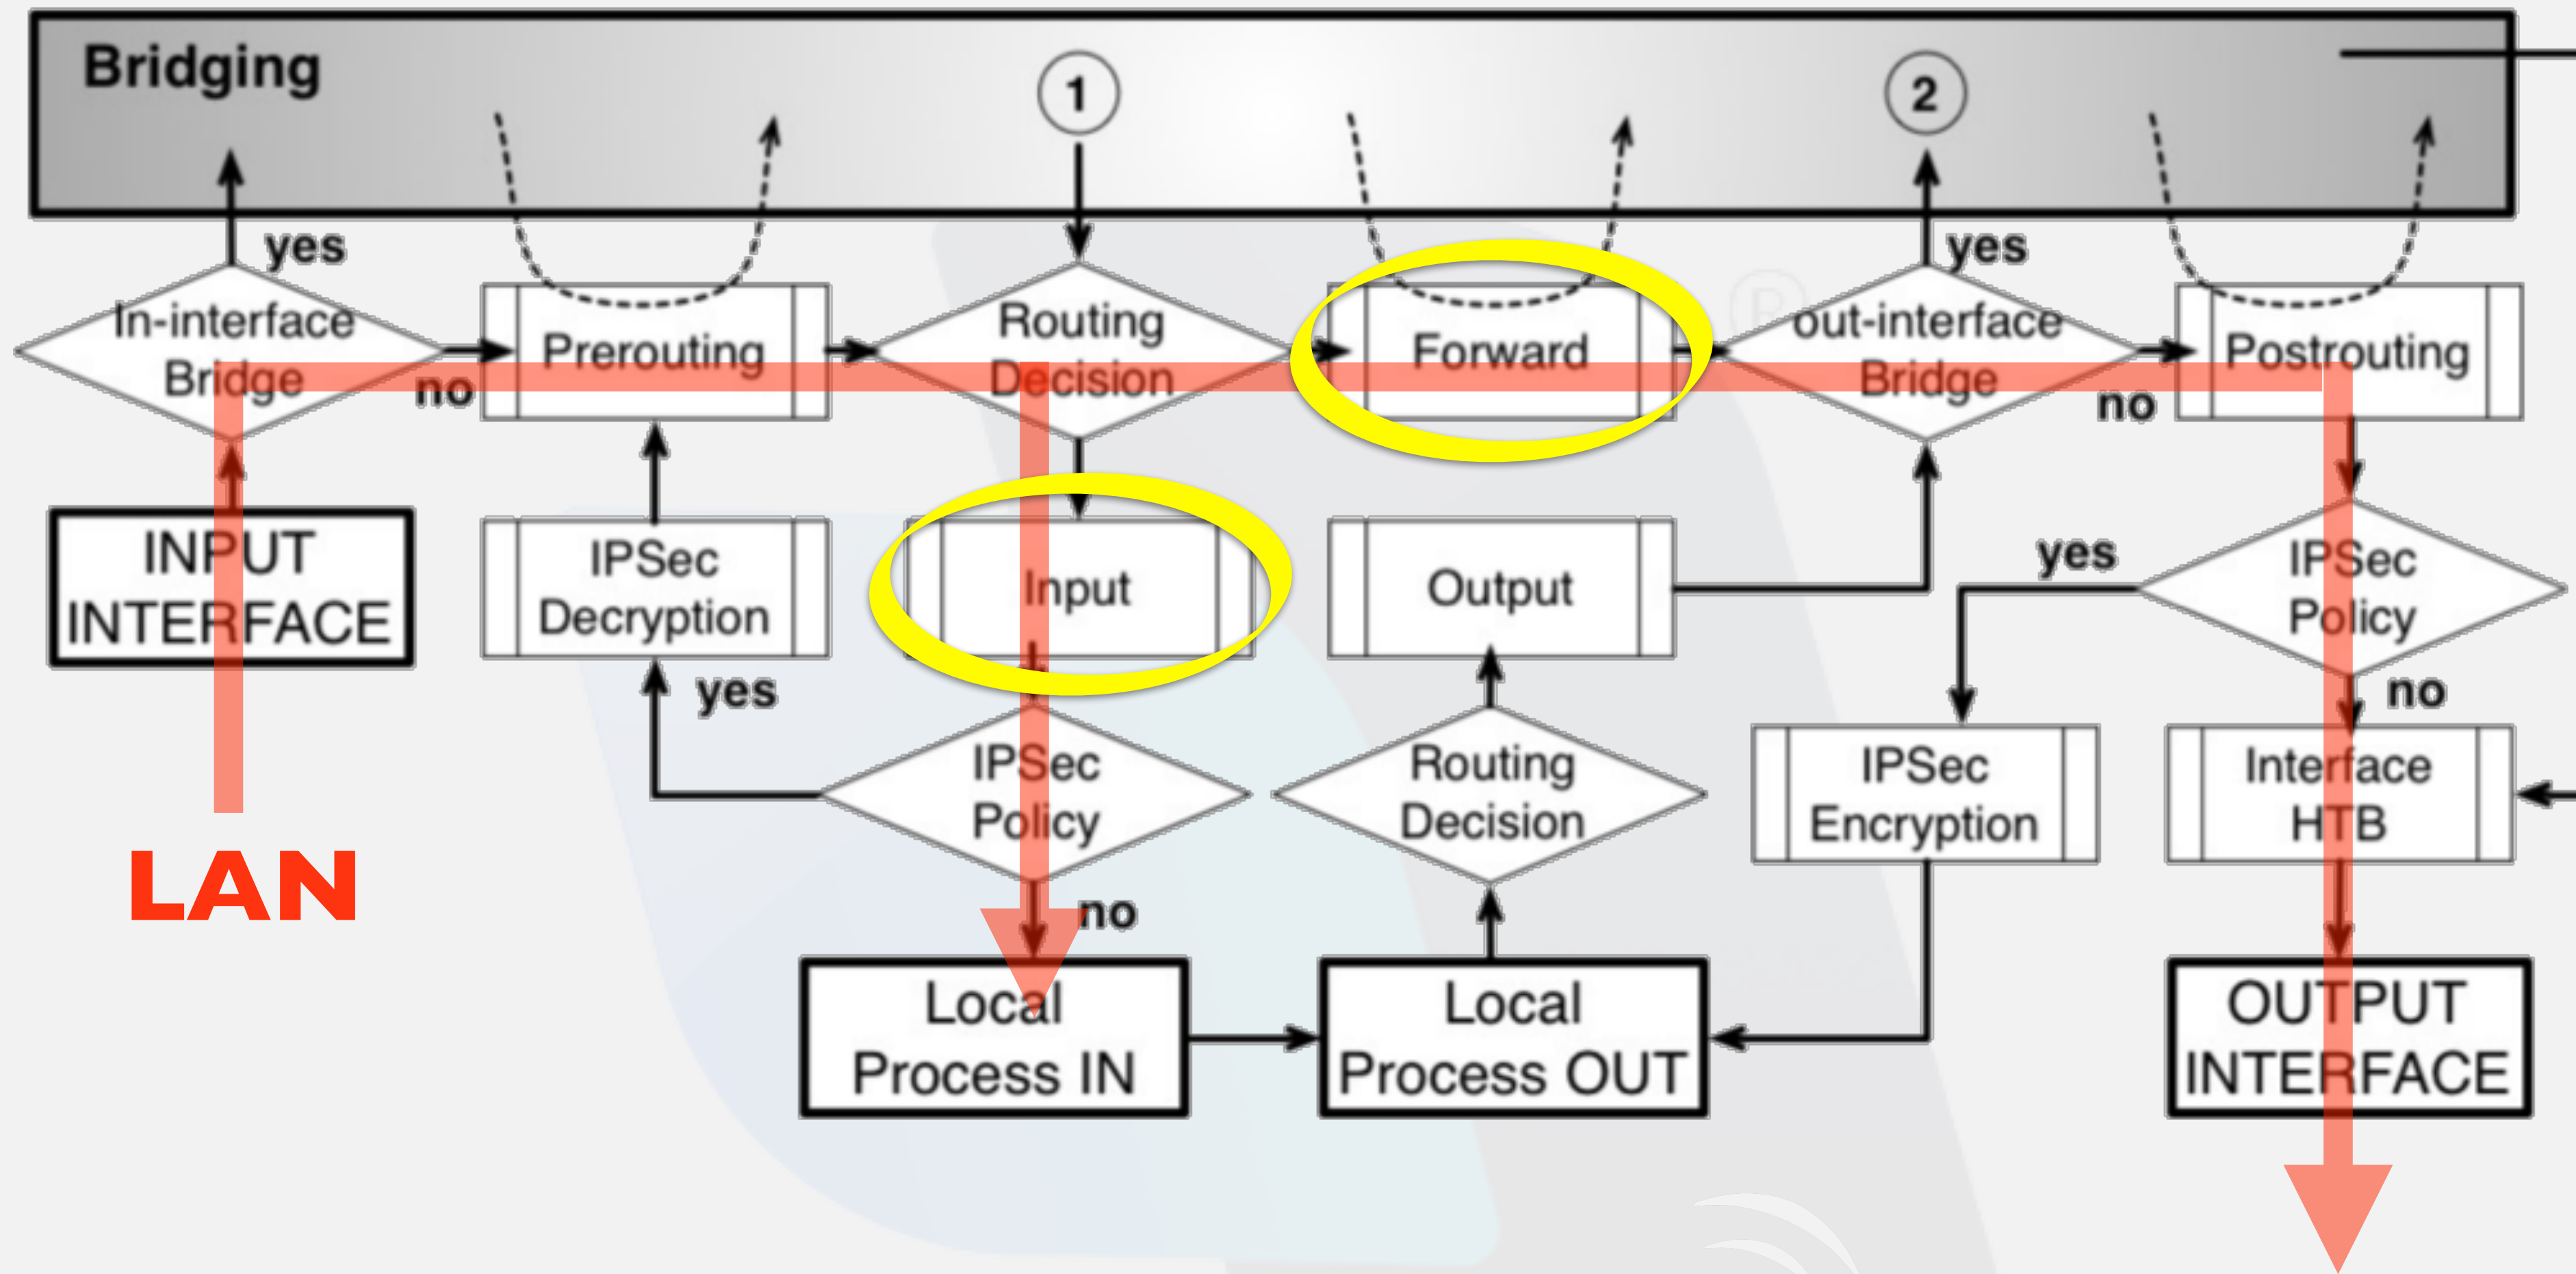 Bridging
1
2
yes
yes
In-interface
Bridge
no
Prerouting
Routing
Decision
Forward
out-interface
Bridge
no
Postrouting
INPUT
INTERFACE
IPSec
Decryption
Input
Output
yes
IPSec
Policy
yes
no
IPSec
Policy
Routing
Decision
IPSec
Encryption
Interface
HTB
LAN
no
Local
Process IN
Local
Process OUT
OUTPUT
INTERFACE
R